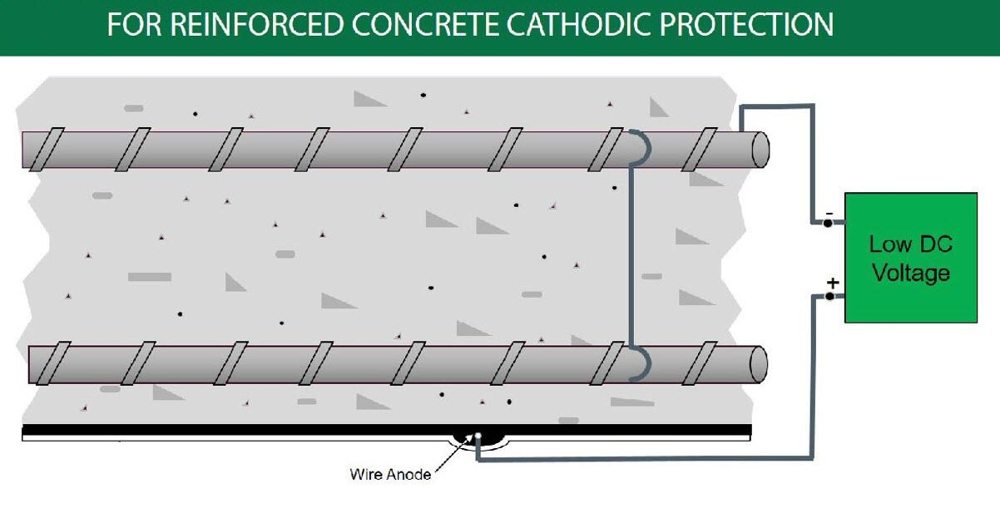 FOR REINFORCED CONCRETE CATHODIC PROTECTION
-
Low DC
Voltage
+
Wire Anode